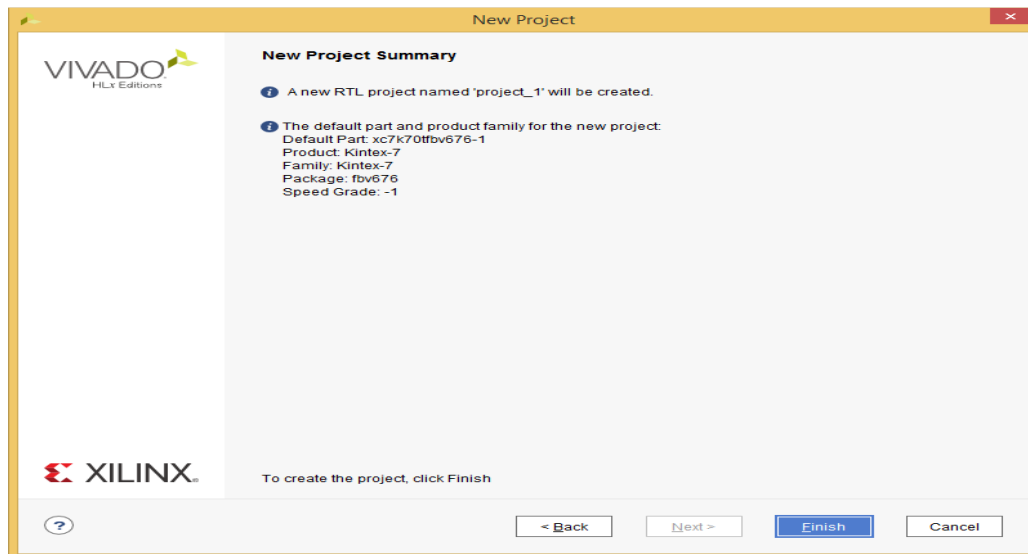 New Project
VIVADO.
HLx Editions
New Project Summary
A new RTL project named 'project_1' will be created.
The default part and product family for the new project:
Default Part: xc7k70tfbv676-1
Product: Kintex-7
Family: Kintex-7
Package: fbv676
Speed Grade: -1
XILINX.
To create the project, click Finish
?
< Back
Next >
Finish
Cancel